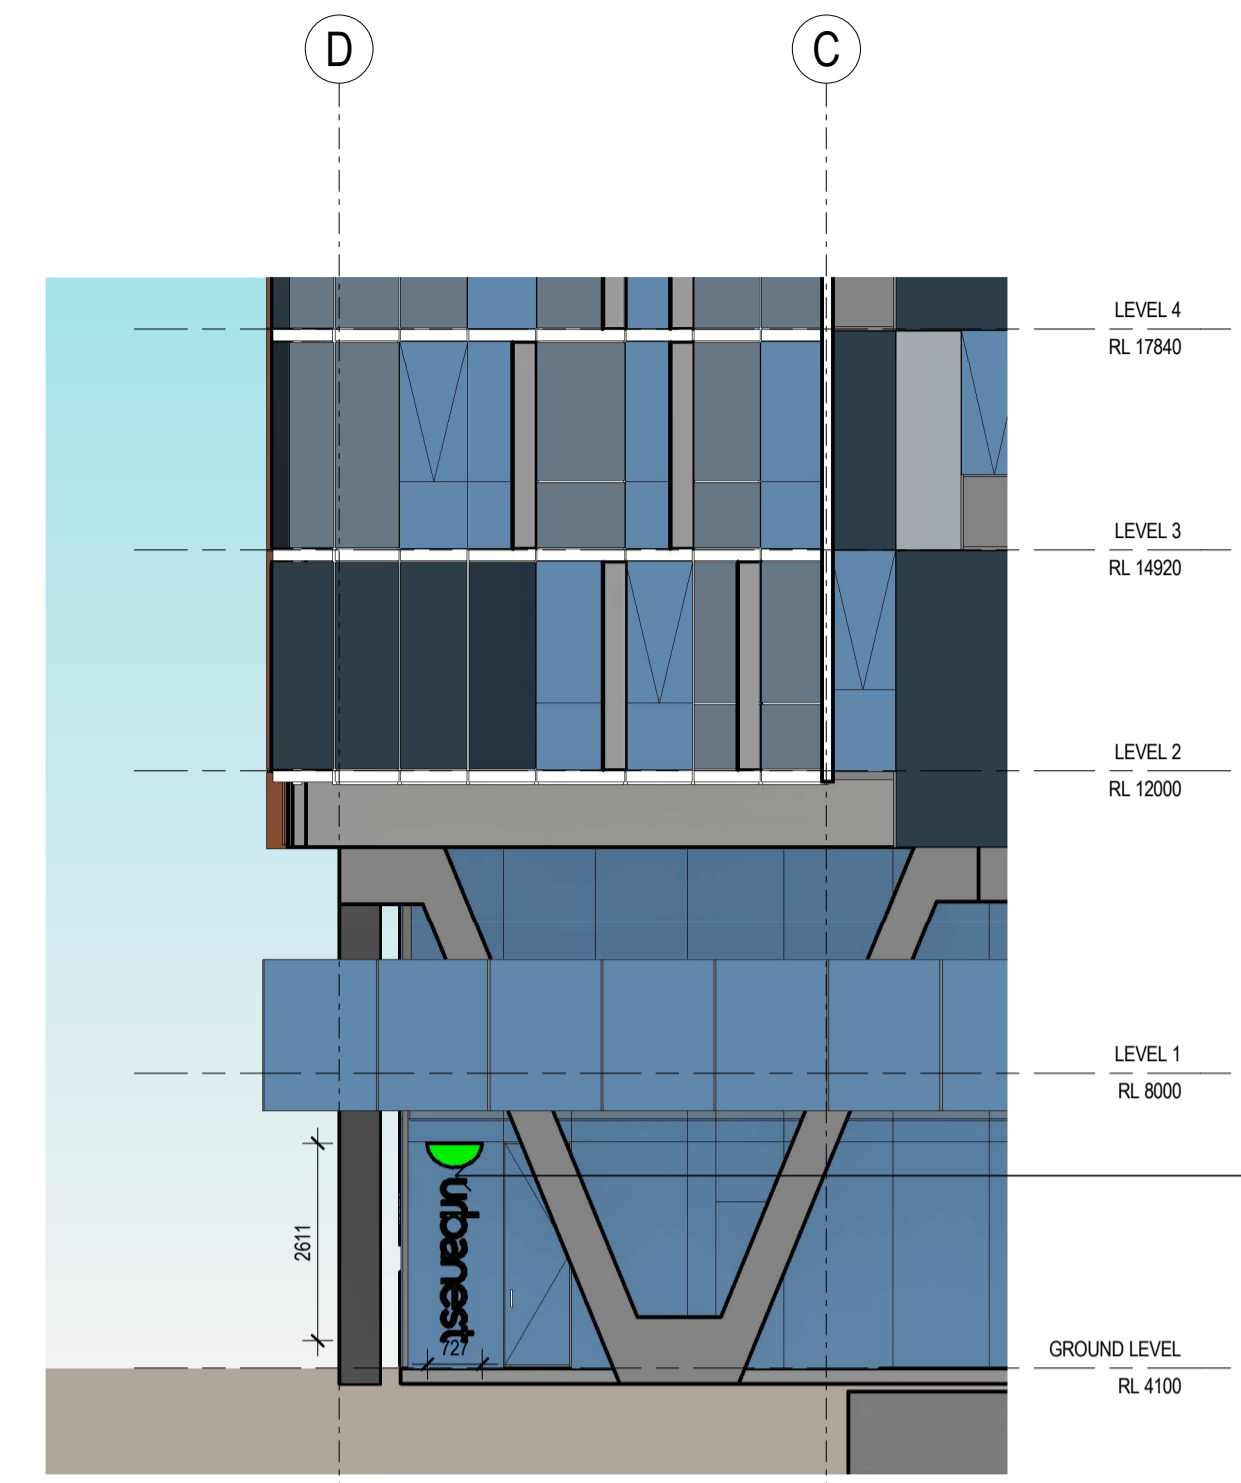 D
C
LEVEL 4
RL 17840
LEVEL 3
RL 14920
LEVEL 2
RL 12000
LEVEL 1
RL 8000
2611
urbanest
727
GROUND LEVEL
RL 4100